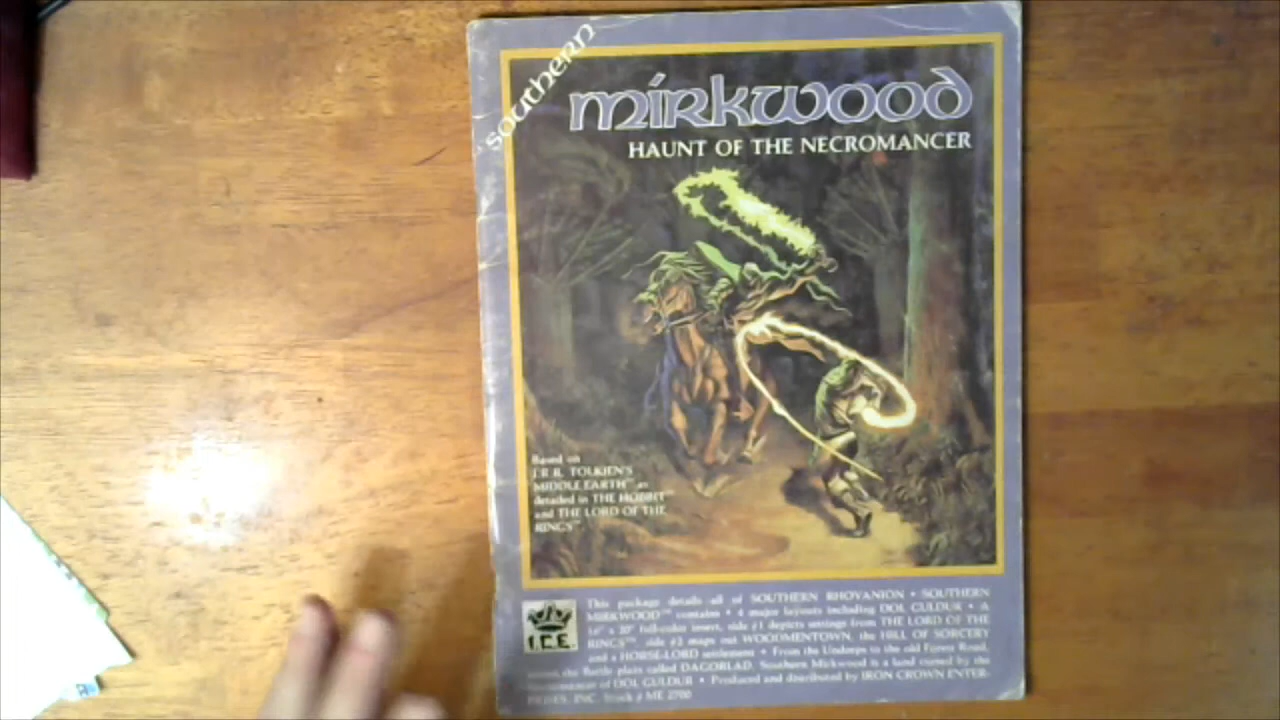 southern
mirkwood
HAUNT OF THE NECROMANCER
Based on
J.R.R. TOLKIEN'S
MIDDLE EARTH™ as
detailed in THE HOBBIT™
and THE LORD OF THE
RINGS™
I.C.E.
This package details all of SOUTHERN RHOVANION • SOUTHERN
MIRKWOOD™ contains • 4 major layouts including DOL GULDUR • A
16" x 20" full-color insert, side #1 depicts settings from THE LORD OF THE
RINGS™ side #2 maps out WOODMENTOWN, the HILL OF SORCERY
and a HORSE-LORD settlement • From the Undeeps to the old Forest Road,
the Battle plain called DAGORLAD. Southern Mirkwood is a land cursed by the
of DOL GULDUR • Produced and distributed by IRON CROWN ENTER-
PRISES, INC. Stock # ME 2700